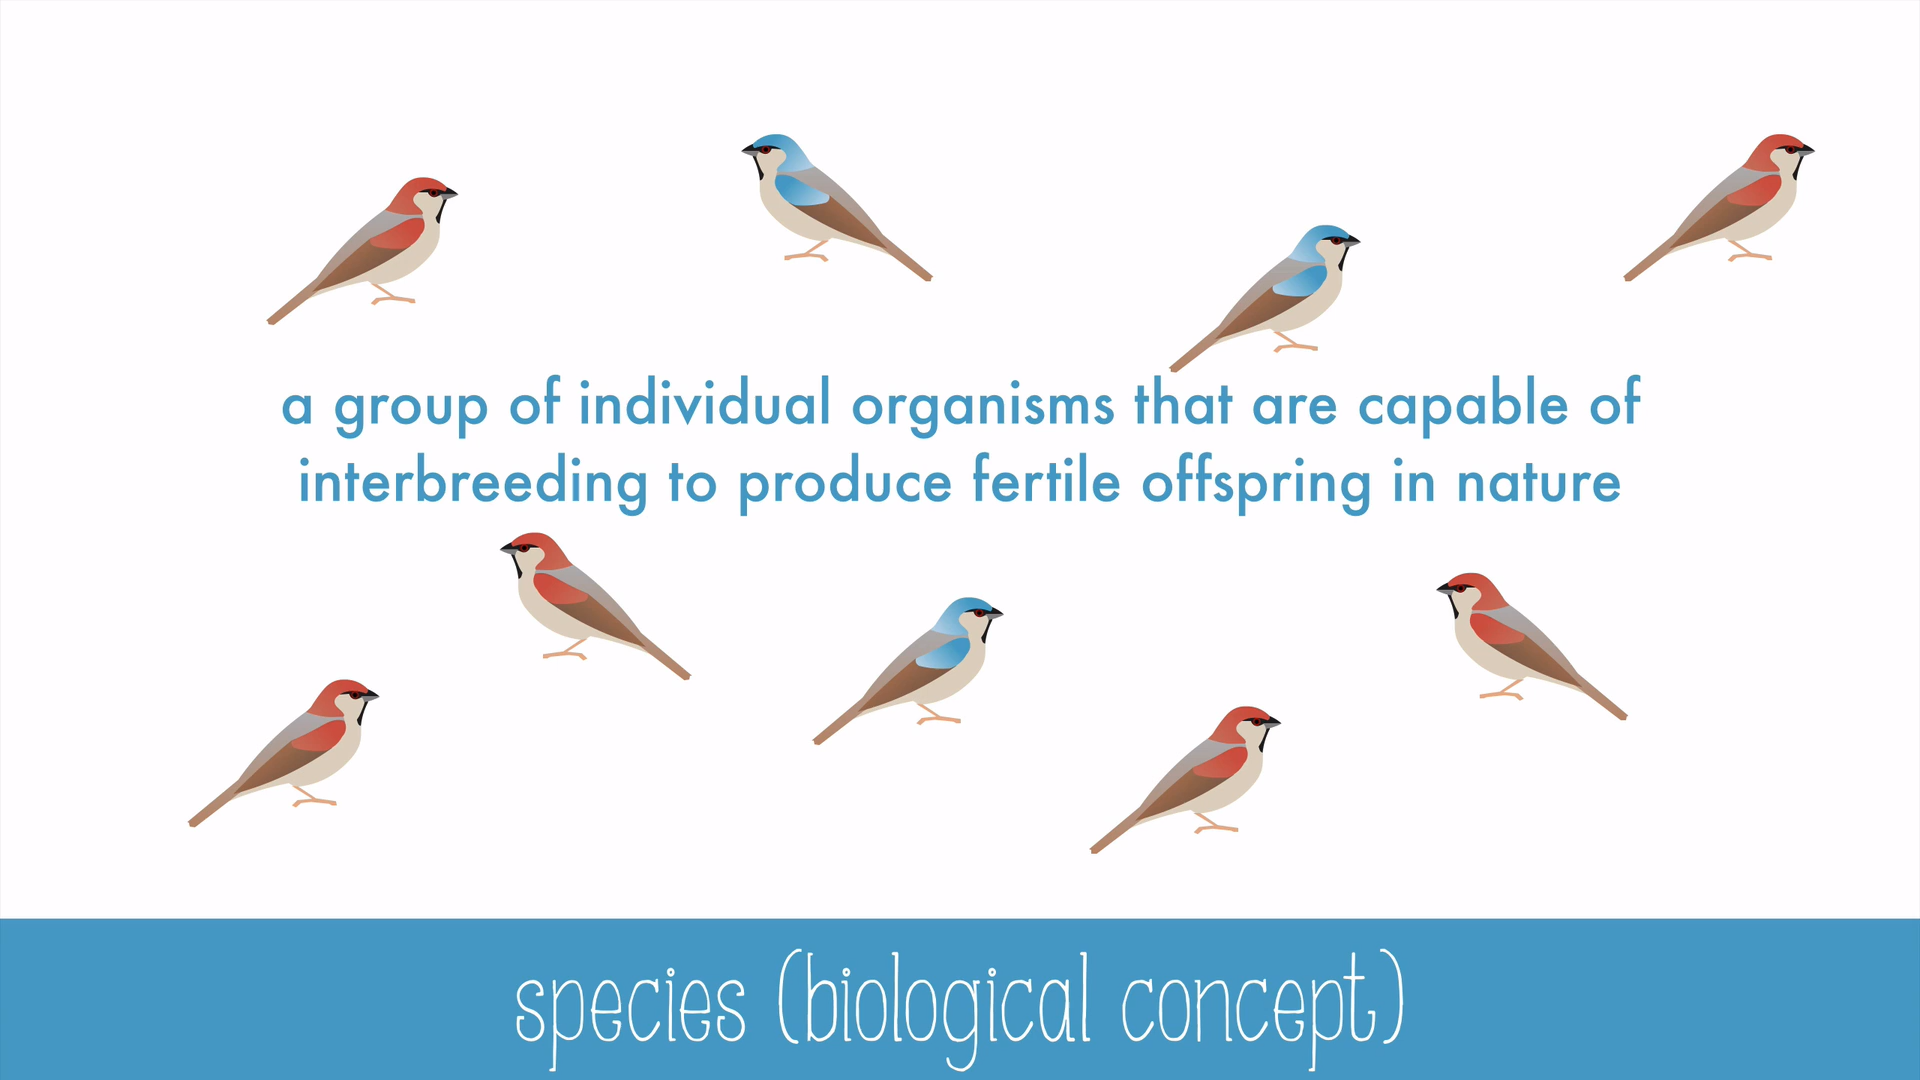 a group of individual organisms that are capable of
interbreeding to produce fertile offspring in nature
species (biological concept)